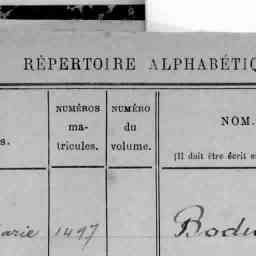 RÉPERTOIRE ALPHABÉTIQ
NUMÉROS ma- tricules.
NUMÉRO du volume.
NOM.
s.
(Il doit être écrit e
arie 1497 Bodu